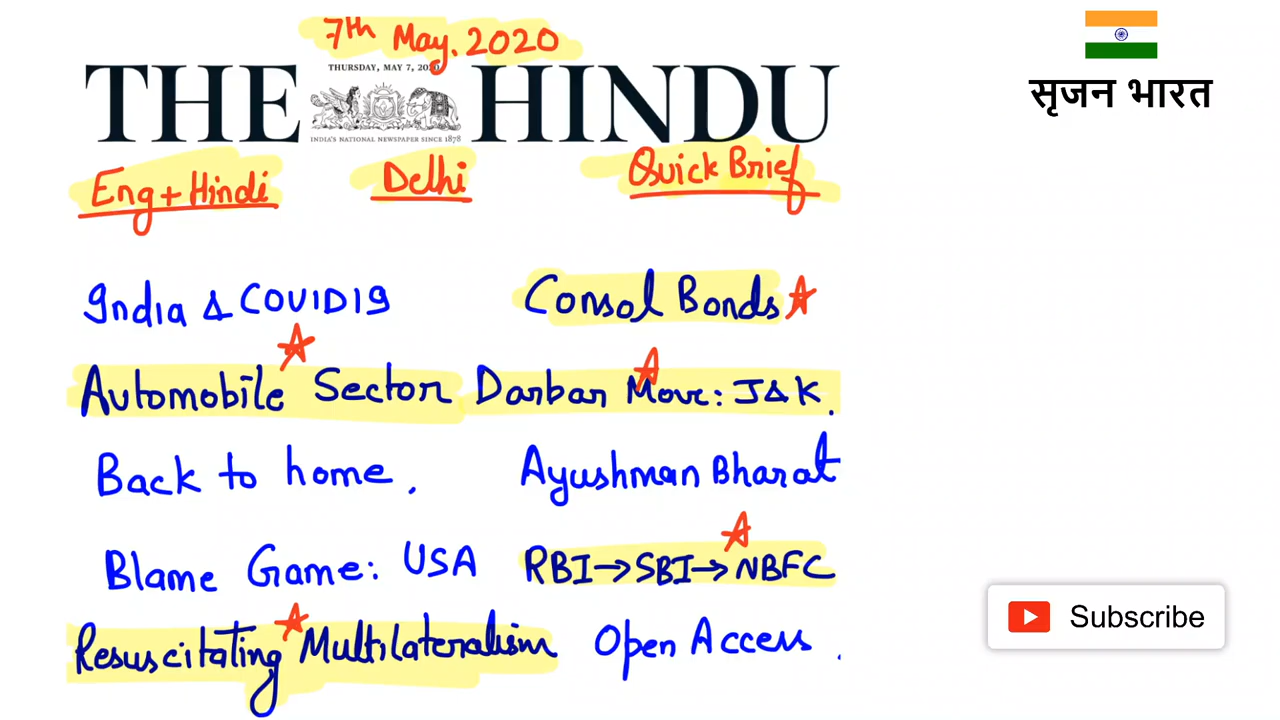 7th May. 2020
THURSDAY, MAY 7, 2020
THE HINDU
INDIA'S NATIONAL NEWSPAPER SINCE 1878
Eng + Hindi Delhi Quick Brief
सृजन भारत
India & COVID19 Consol Bonds
Automobile Sector Darbar Move: J&K.
Back to home. Ayushman Bharat
Blame Game: USA RBI→SBI→NBFC
Resuscitating Multilateralism Open Access.
Subscribe